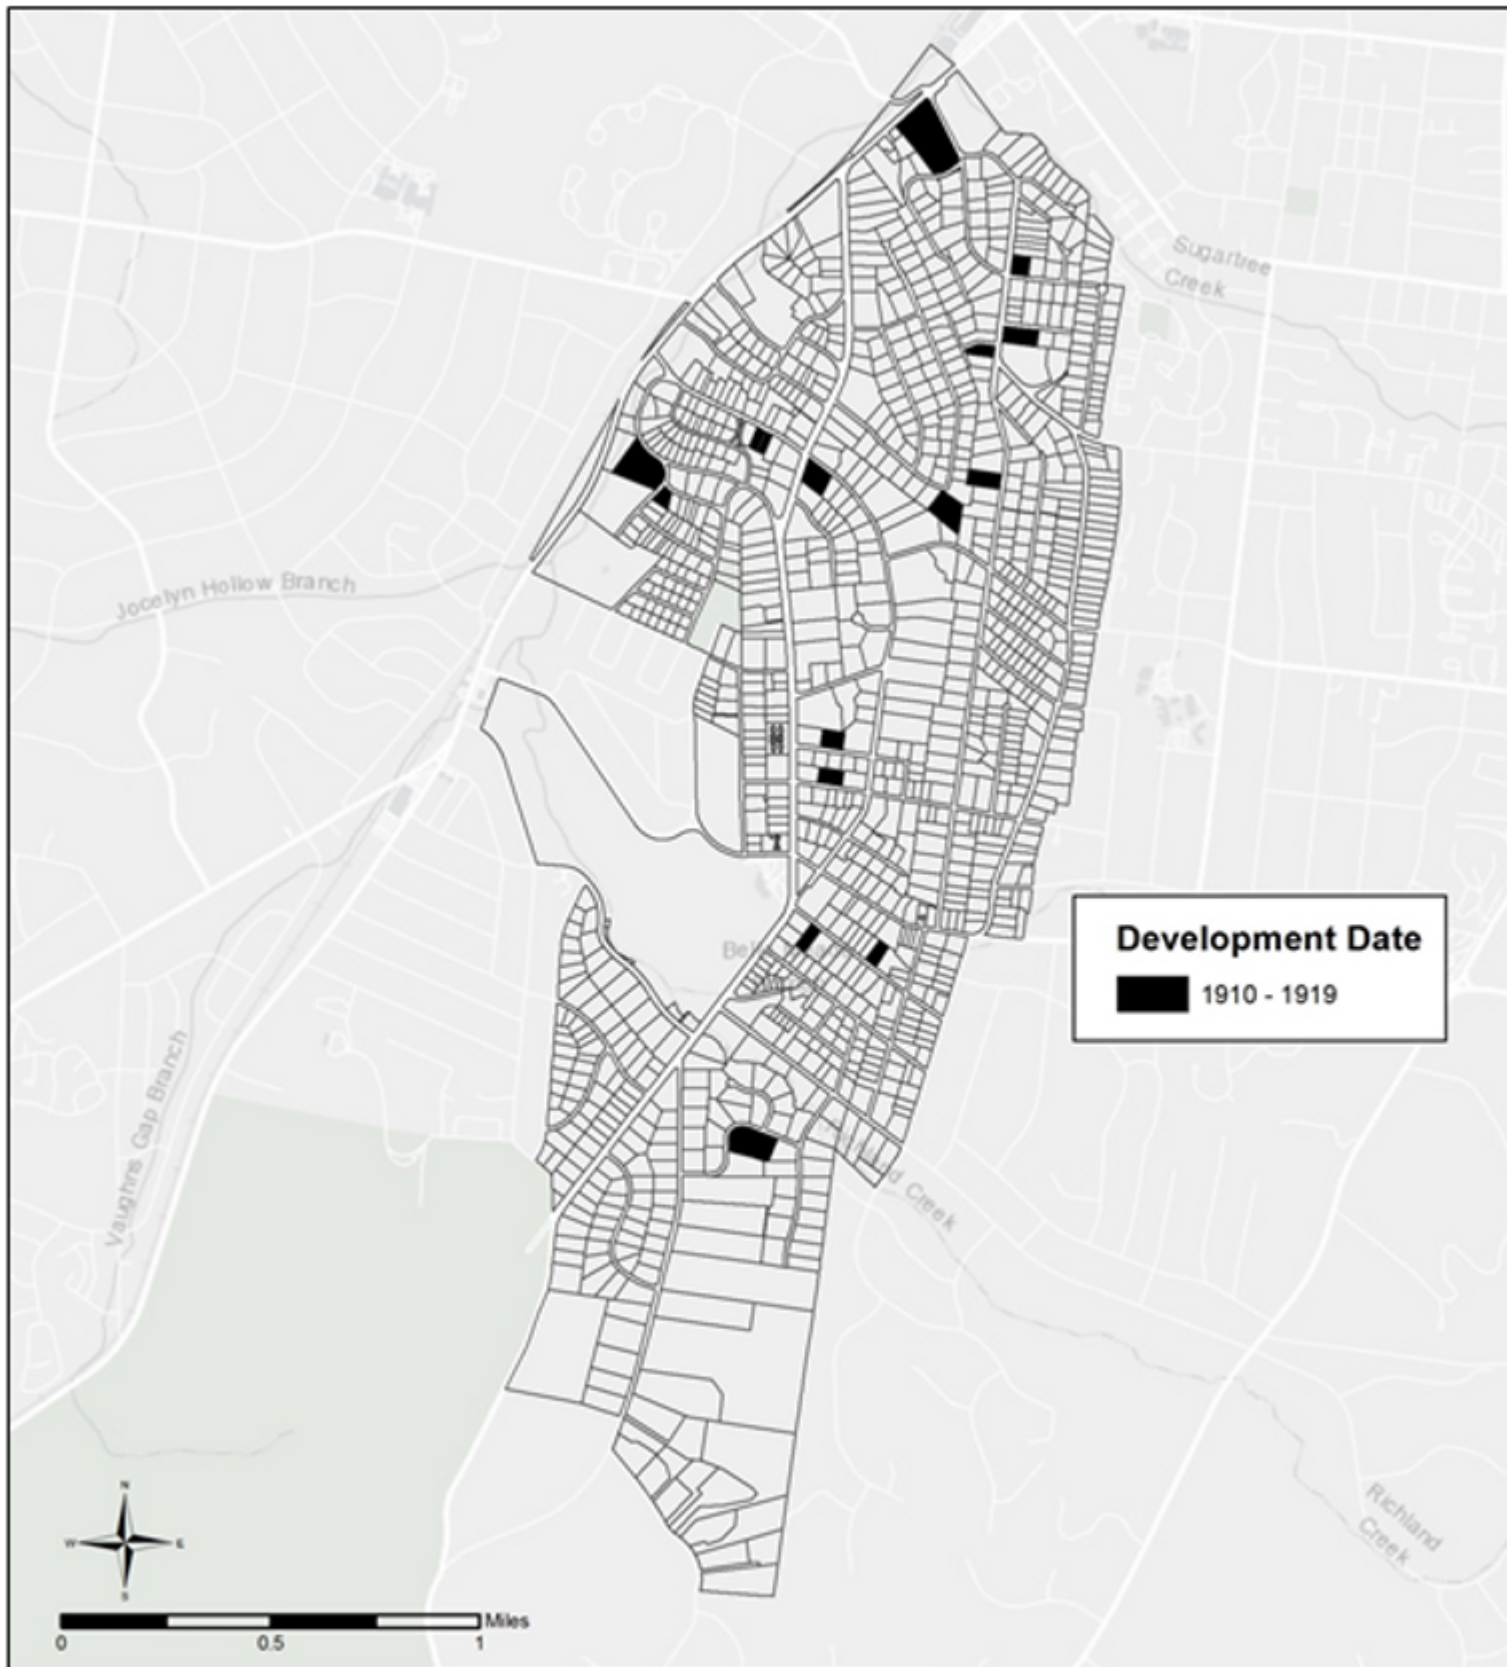 Sugartree
Creek
Jocelyn Hollow Branch
Vaughns Gap Branch
Development Date
1910 - 1919
Creek
Richland
Creek
N
W
E
S
Miles
0
0.5
1